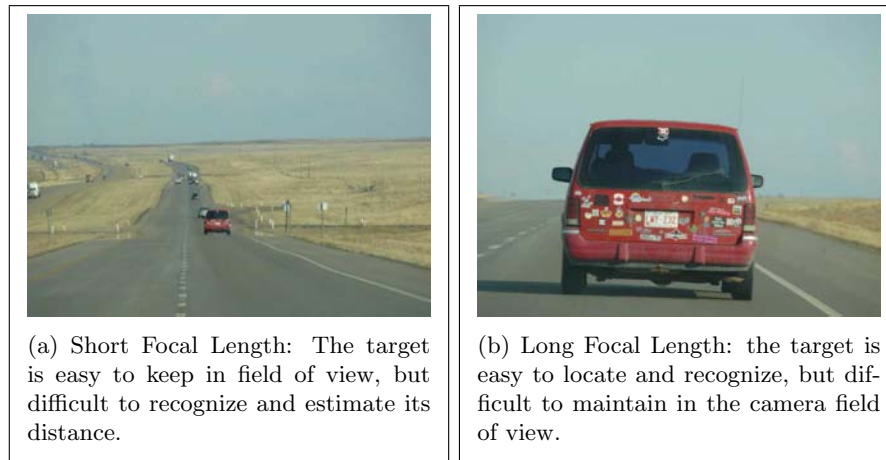 (a) Short Focal Length: The target
is easy to keep in field of view, but
difficult to recognize and estimate its
distance.
(b) Long Focal Length: the target is
easy to locate and recognize, but dif-
ficult to maintain in the camera field
of view.